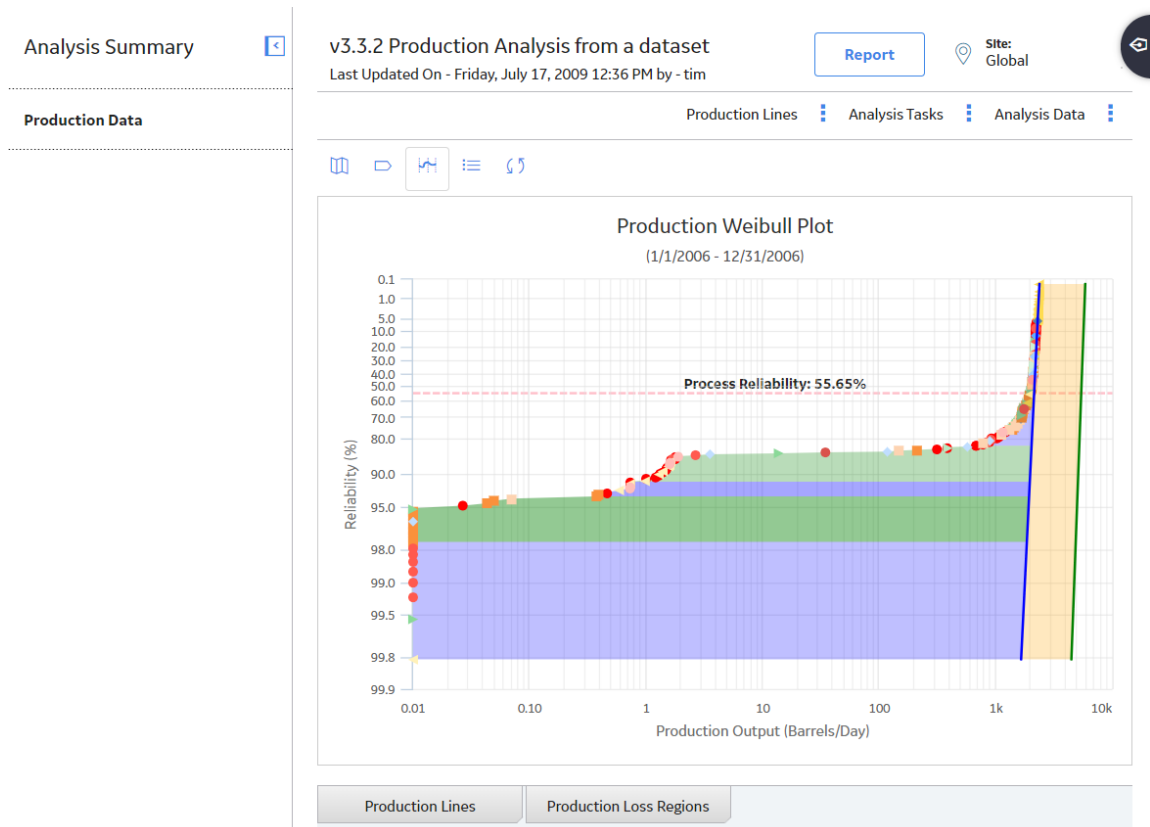 Analysis Summary
Production Data
v3.3.2 Production Analysis from a dataset
Last Updated On - Friday, July 17, 2009 12:36 PM by - tim
Report
Site:
Global
Production Lines
Analysis Tasks
Analysis Data
Production Weibull Plot
(1/1/2006 - 12/31/2006)
Reliability (%)
0.1
1.0
5.0
10.0
20.0
30.0
40.0
50.0
60.0
70.0
80.0
90.0
95.0
98.0
99.0
99.5
99.8
99.9
Process Reliability: 55.65%
0.01 0.10 1 10 100 1k 10k
Production Output (Barrels/Day)
Production Lines
Production Loss Regions